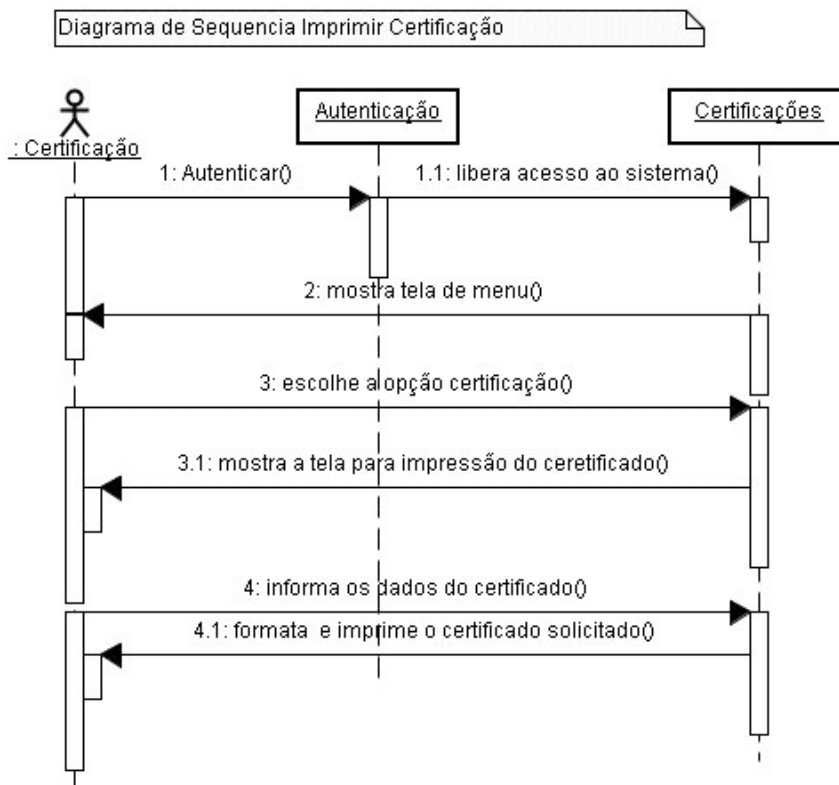 Diagrama de Sequencia Imprimir Certificação
: Certificação
Autenticação
Certificações
1: Autenticar()
1.1: libera acesso ao sistema()
2: mostra tela de menu()
3: escolhe a opção certificação()
3.1: mostra a tela para impressão do ceretificado()
4: informa os dados do certificado()
4.1: formata e imprime o certificado solicitado()